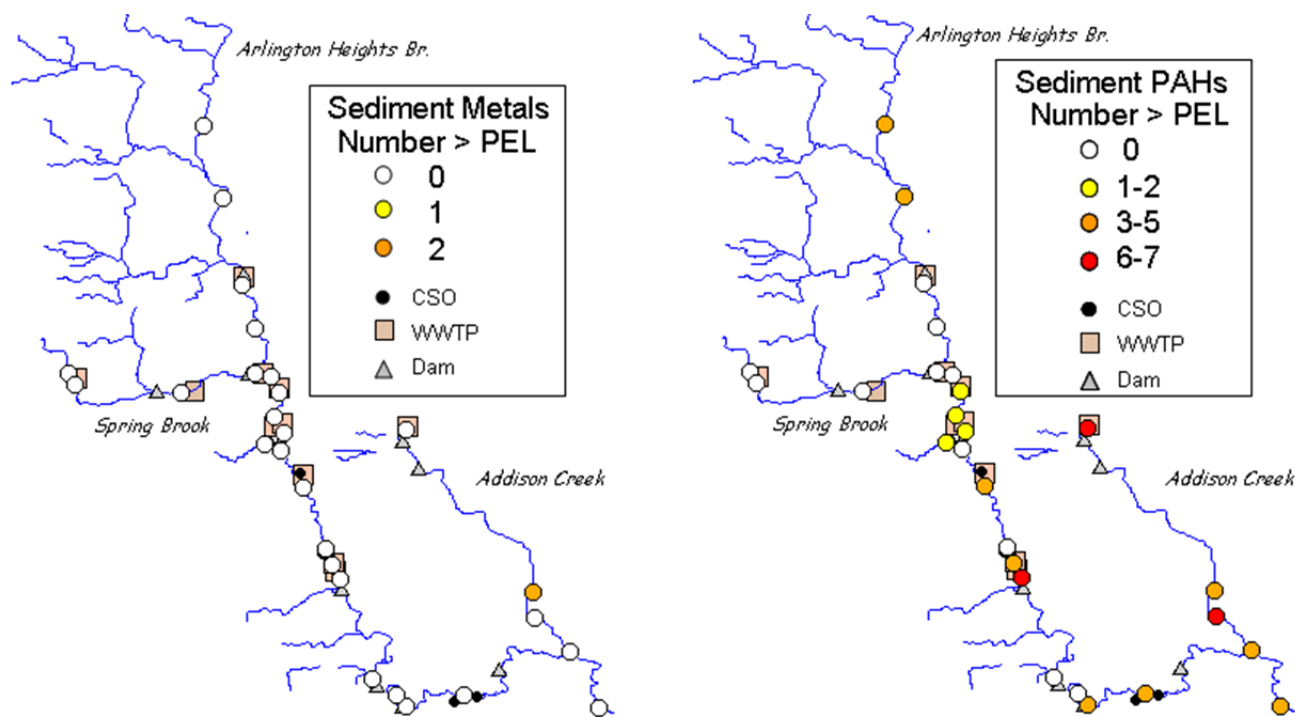 Arlington Heights Br.
Sediment Metals
Number > PEL
0
1
2
CSO
WWTP
Dam
Spring Brook
Addison Creek
Arlington Heights Br.
Sediment PAHs
Number > PEL
0
1-2
3-5
6-7
CSO
WWTP
Dam
Spring Brook
Addison Creek